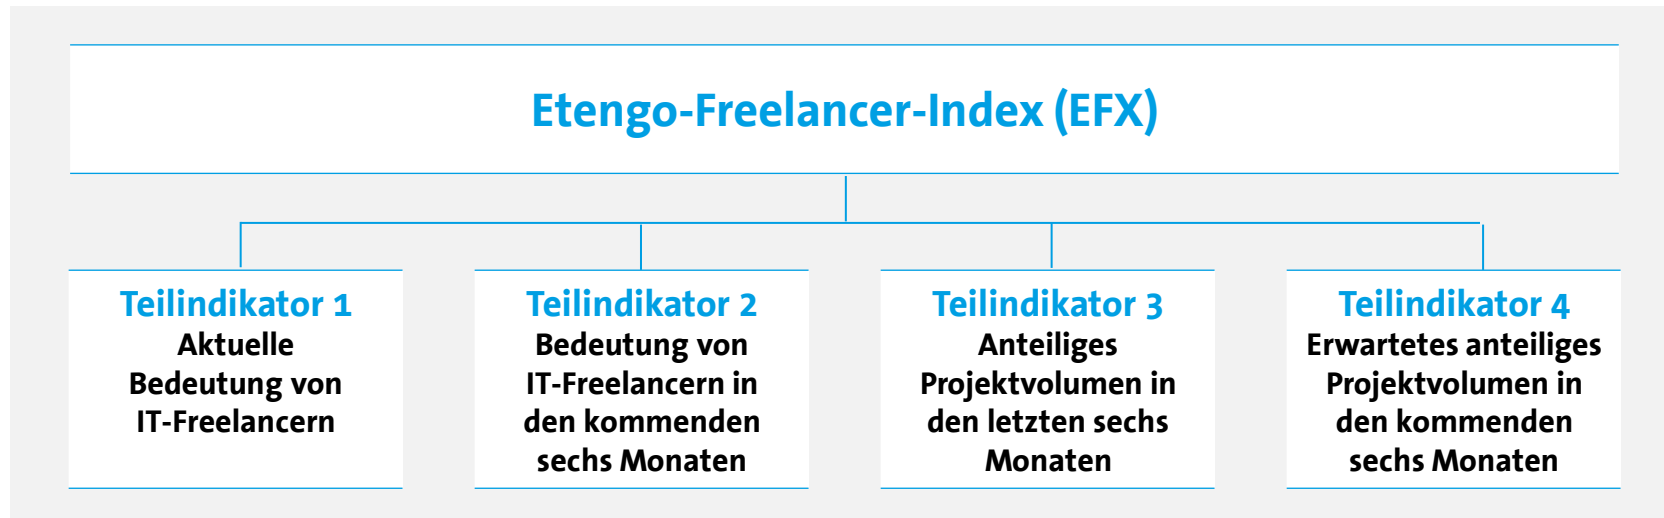 Etengo-Freelancer-Index (EFX)
Teilindikator 1
Aktuelle
Bedeutung von
IT-Freelancern
Teilindikator 2
Bedeutung von
IT-Freelancern in
den kommenden
sechs Monaten
Teilindikator 3
Anteiliges
Projektvolumen in
den letzten sechs
Monaten
Teilindikator 4
Erwartetes anteiliges
Projektvolumen in
den kommenden
sechs Monaten